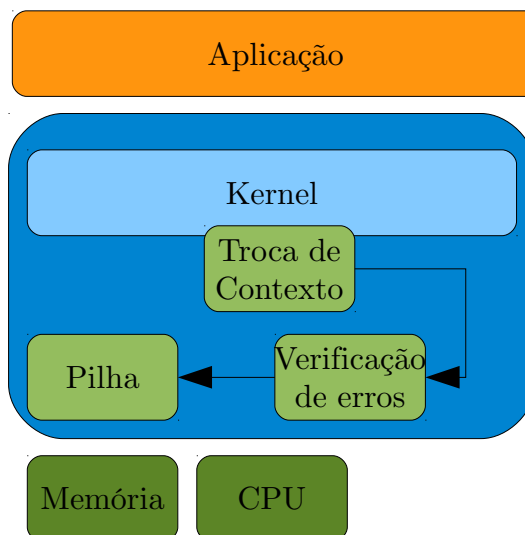 Aplicação
Kernel
Troca de
Contexto
Pilha
Verificação
de erros
Memória
CPU